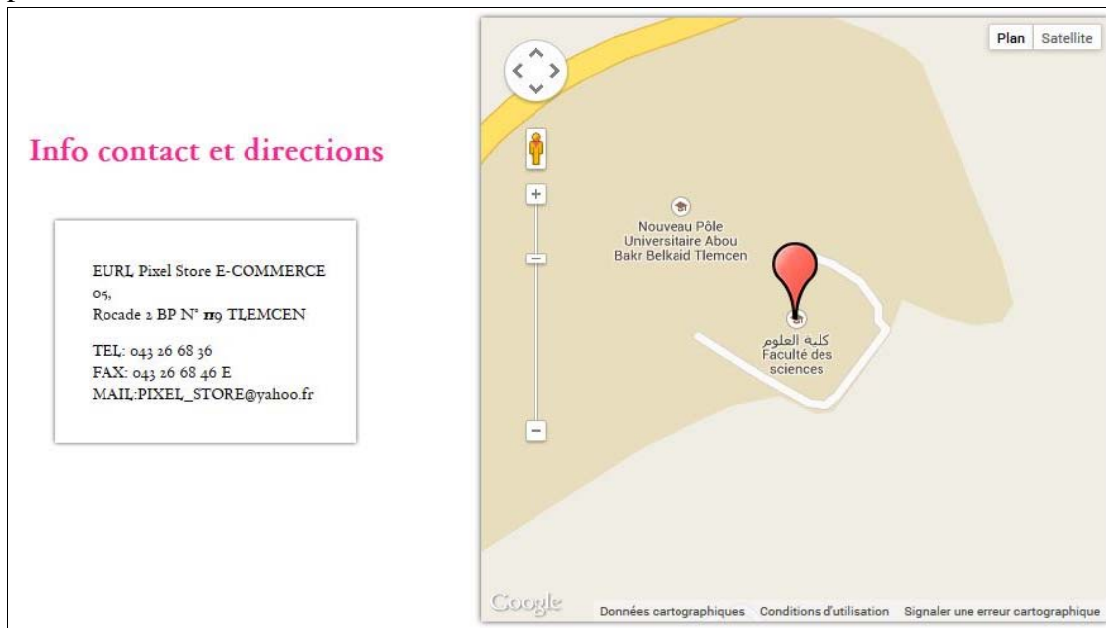 Info contact et directions
EURL Pixel Store E-COMMERCE
05,
Rocade 2 BP N° 119 TLEMCEN
TEL: 043 26 68 36
FAX: 043 26 68 46 E
MAIL:PIXEL_STORE@yahoo.fr
Plan Satellite
Nouveau Pôle
Universitaire Abou
Bakr Belkaid Tlemcen
كلية العلوم
Faculté des
sciences
Google
Données cartographiques Conditions d'utilisation Signaler une erreur cartographique